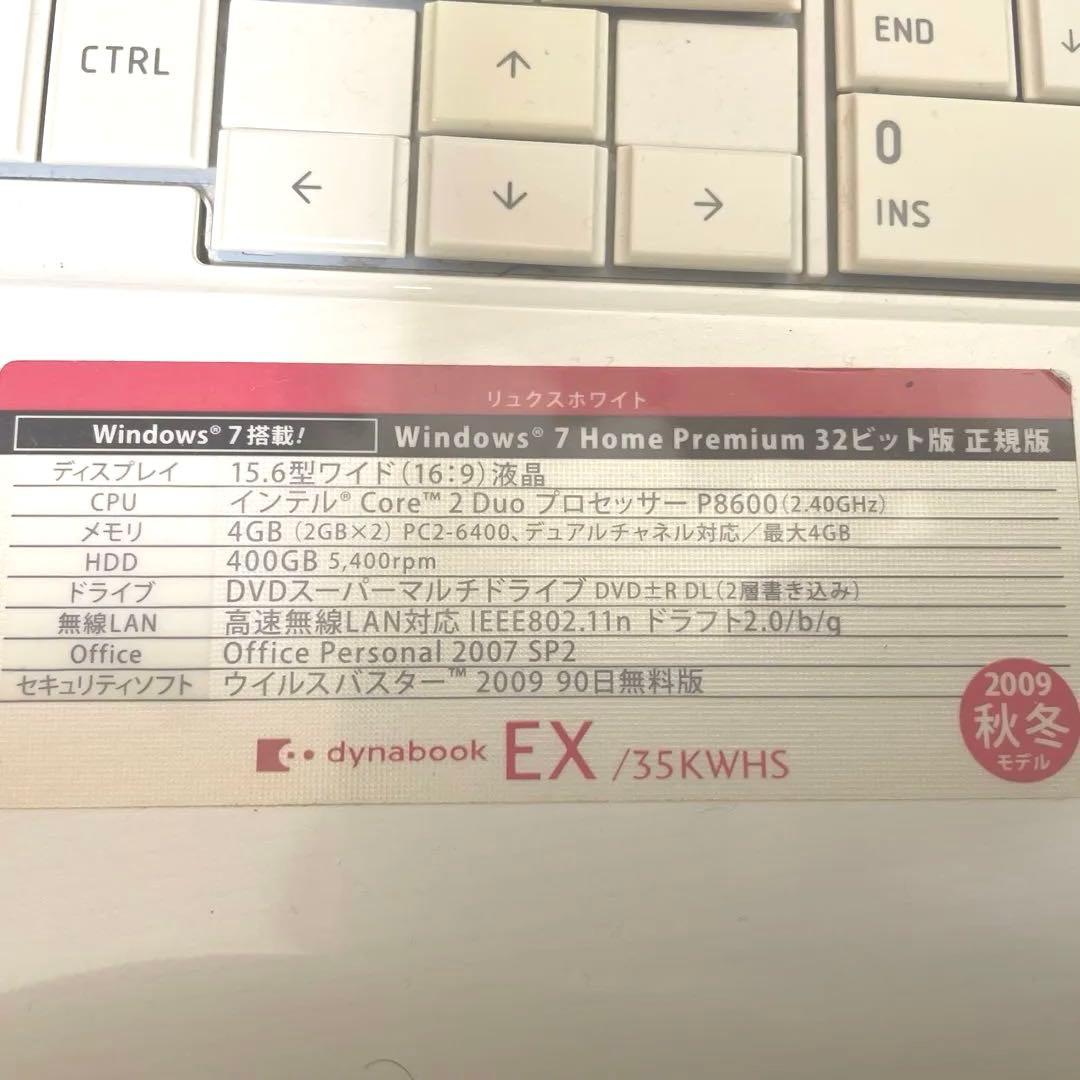 CTRL
↑
END
↓
←
↓
→
0
INS
リュクスホワイト
Windows® 7搭載! Windows® 7 Home Premium 32ビット版 正規版
ディスプレイ 15.6型ワイド(16:9)液晶
CPU インテル® Core™ 2 Duo プロセッサー P8600(2.40GHz)
メモリ 4GB (2GB×2) PC2-6400、デュアルチャネル対応/最大4GB
HDD 400GB 5,400rpm
ドライブ DVDスーパーマルチドライブ DVD±R DL(2層書き込み)
無線LAN 高速無線LAN対応 IEEE802.11n ドラフト2.0/b/g
Office Office Personal 2007 SP2
セキュリティソフト ウイルスバスター™ 2009 90日無料版
dynabook EX /35KWHS
2009
秋冬
モデル